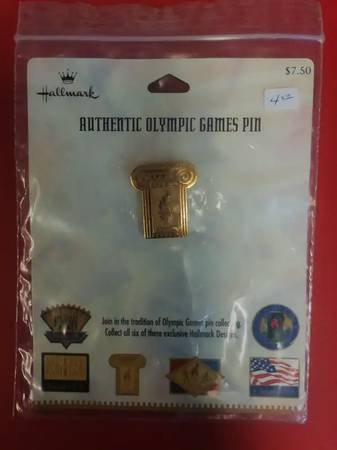 Hallmark
$7.50
4
AUTHENTIC OLYMPIC GAMES PIN
Join in the tradition of Olympic Games pin collecting.
Collect all six of these exclusive Hallmark Designs.